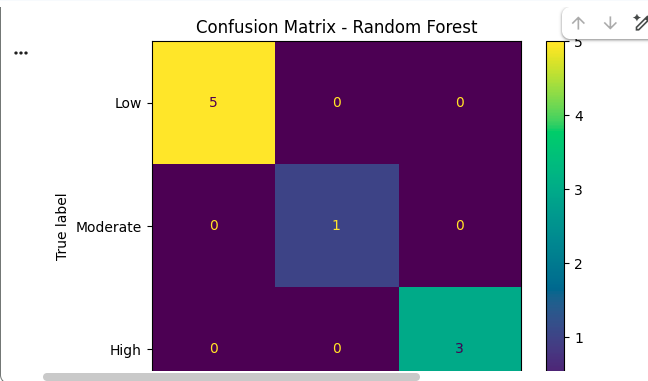 Confusion Matrix - Random Forest
Low 5 0 0
Moderate 0 1 0
High 0 0 3
True label
5
4
3
2
1